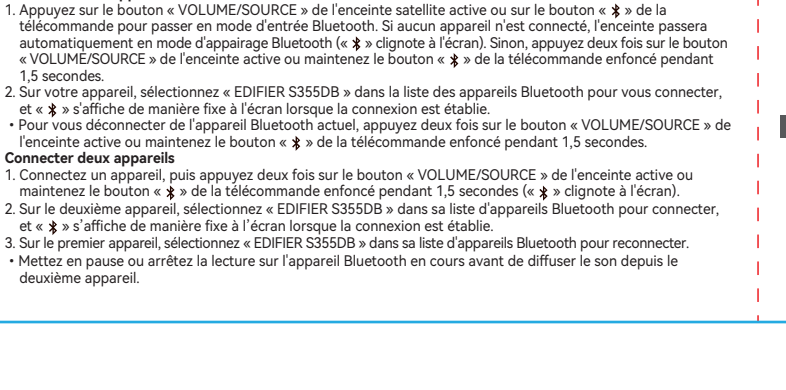 1. Appuyez sur le bouton « VOLUME/SOURCE » de l'enceinte satellite active ou sur le bouton « » de la
télécommande pour passer en mode d'entrée Bluetooth. Si aucun appareil n'est connecté, l'enceinte passera
automatiquement en mode d'appairage Bluetooth (« » clignote à l'écran). Sinon, appuyez deux fois sur le bouton
« VOLUME/SOURCE » de l'enceinte active ou maintenez le bouton « » de la télécommande enfoncé pendant
1,5 secondes.
2. Sur votre appareil, sélectionnez « EDIFIER S355DB » dans la liste des appareils Bluetooth pour vous connecter,
et « » s'affiche de manière fixe à l'écran lorsque la connexion est établie.
• Pour vous déconnecter de l'appareil Bluetooth actuel, appuyez deux fois sur le bouton « VOLUME/SOURCE » de
l'enceinte active ou maintenez le bouton « » de la télécommande enfoncé pendant 1,5 secondes.
Connecter deux appareils
1. Connectez un appareil, puis appuyez deux fois sur le bouton « VOLUME/SOURCE » de l'enceinte active ou
maintenez le bouton « » de la télécommande enfoncé pendant 1,5 secondes (« » clignote à l'écran).
2. Sur le deuxième appareil, sélectionnez « EDIFIER S355DB » dans sa liste d'appareils Bluetooth pour connecter,
et « » s’affiche de manière fixe à l’écran lorsque la connexion est établie.
3. Sur le premier appareil, sélectionnez « EDIFIER S355DB » dans sa liste d'appareils Bluetooth pour reconnecter.
• Mettez en pause ou arrêtez la lecture sur l'appareil Bluetooth en cours avant de diffuser le son depuis le
deuxième appareil.